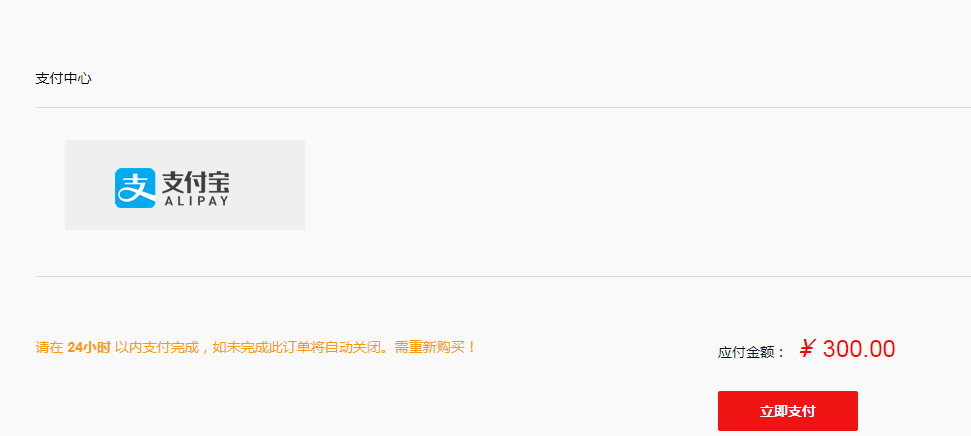 支付中心
支 支付宝
ALIPAY
请在 24小时 以内支付完成，如未完成此订单将自动关闭。需重新购买！
应付金额： ¥ 300.00
立即支付